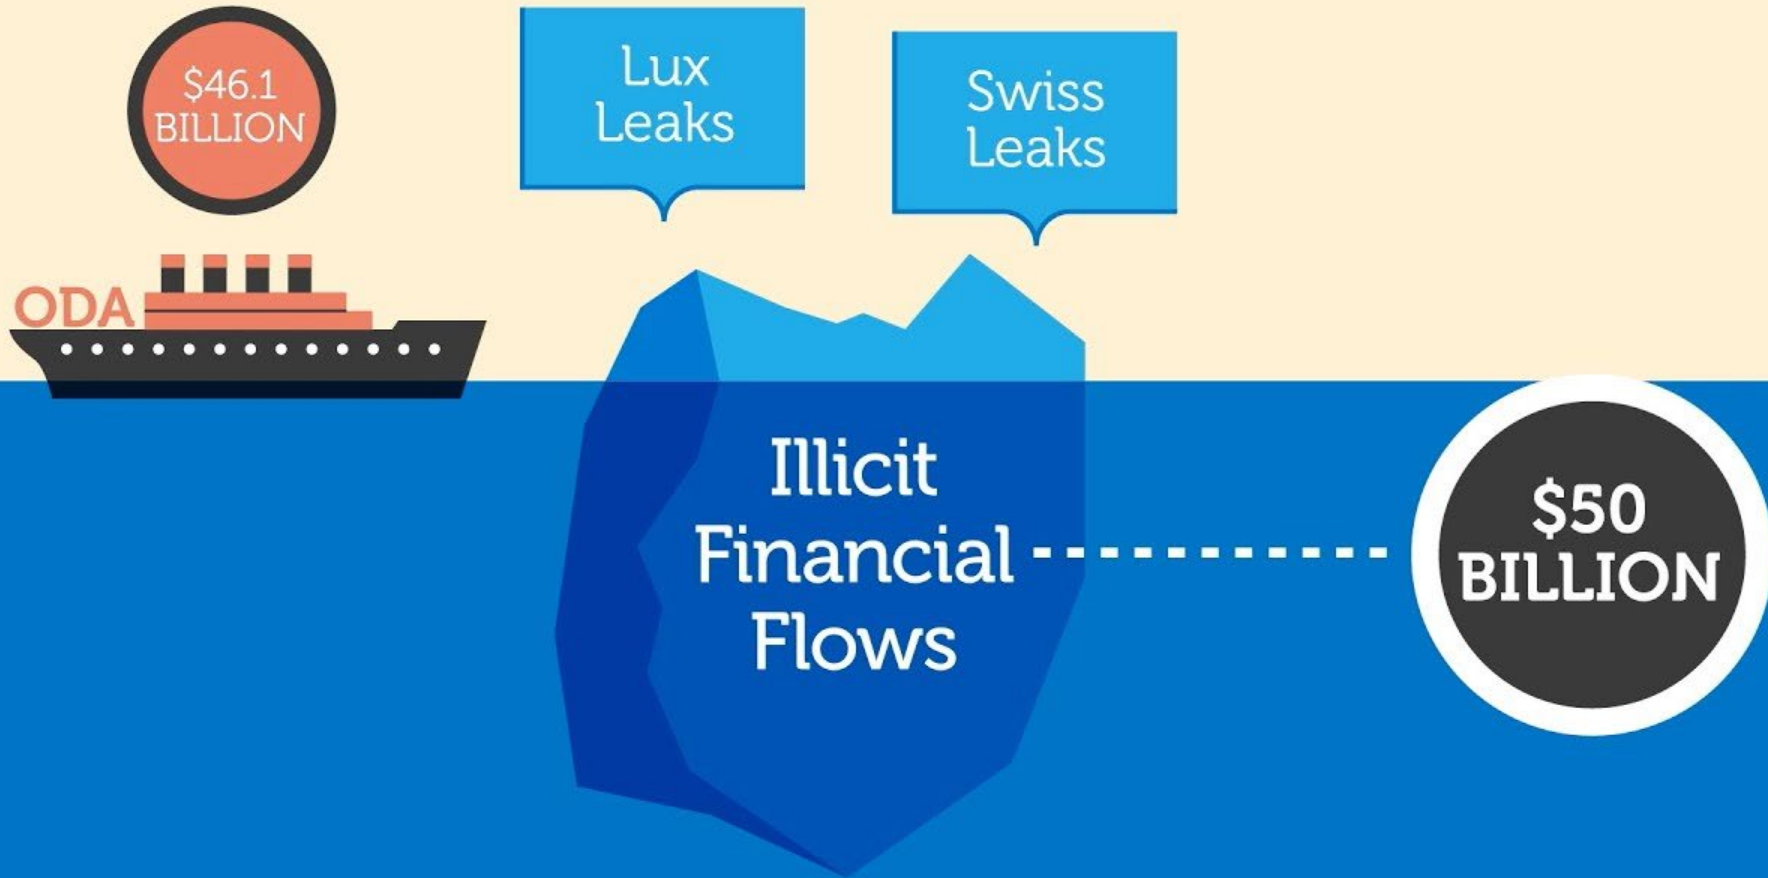 $46.1
BILLION
Lux
Leaks
Swiss
Leaks
ODA
Illicit
Financial
Flows
$50
BILLION